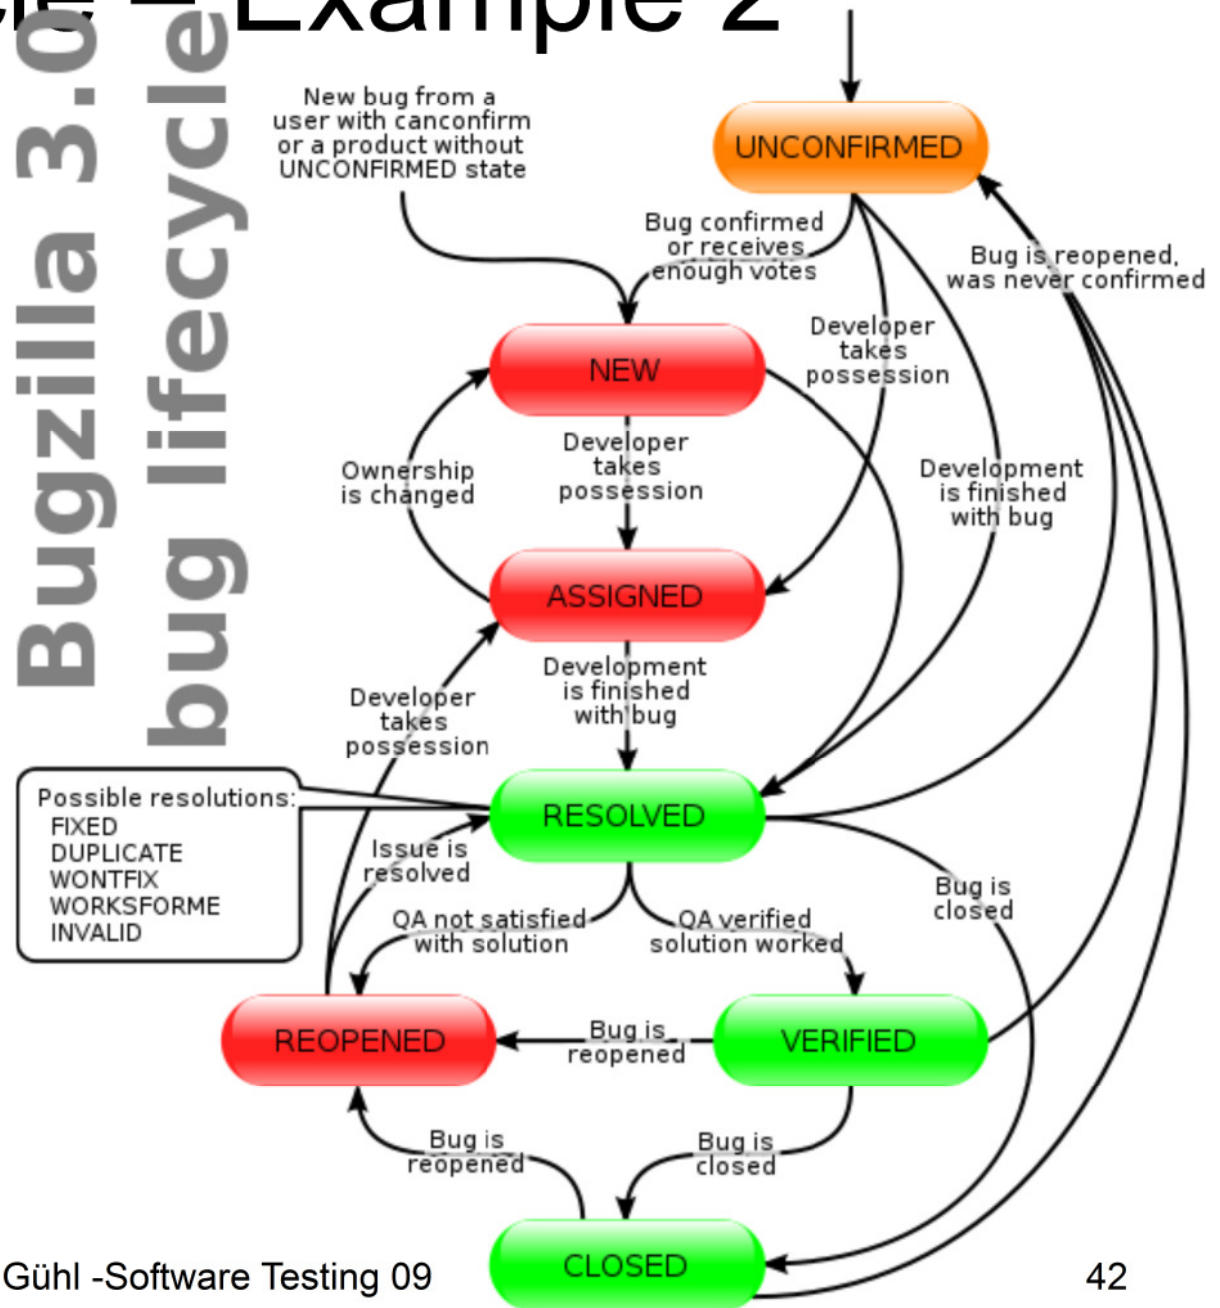 cle – Example 2
Bugzilla 3.0
bug lifecycle
New bug from a
user with canconfirm
or a product without
UNCONFIRMED state
UNCONFIRMED
Bug confirmed
or receives
enough votes
Bug is reopened,
was never confirmed
Developer
takes
possession
NEW
Developer
takes
possession
Ownership
is changed
Development
is finished
with bug
ASSIGNED
Development
is finished
with bug
Developer
takes
possession
Possible resolutions:
FIXED
DUPLICATE
WONTFIX
WORKSFORME
INVALID
RESOLVED
Issue is
resolved
Bug is
closed
QA not satisfied
with solution
QA verified
solution worked
REOPENED
Bug is
reopened
VERIFIED
Bug is
reopened
Bug is
closed
CLOSED
Gühl -Software Testing 09
42